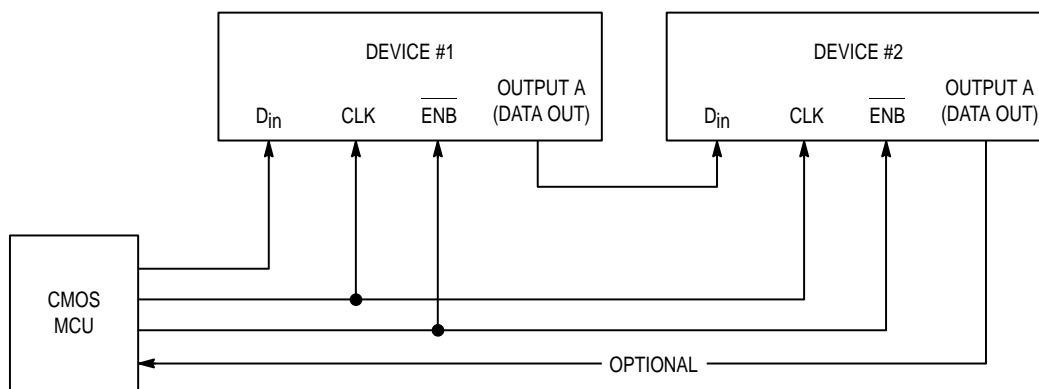 DEVICE #1
OUTPUT A
(DATA OUT)
Din
CLK
ENB
DEVICE #2
OUTPUT A
(DATA OUT)
Din
CLK
ENB
CMOS
MCU
OPTIONAL